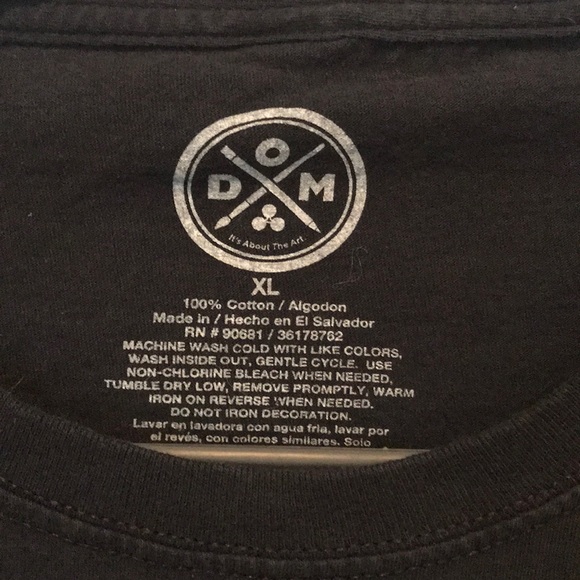 DOM
It's About The Art.
XL
100% Cotton / Algodon
Made in / Hecho en El Salvador
RN # 90681 / 36178762
MACHINE WASH COLD WITH LIKE COLORS,
WASH INSIDE OUT, GENTLE CYCLE. USE
NON-CHLORINE BLEACH WHEN NEEDED,
TUMBLE DRY LOW, REMOVE PROMPTLY, WARM
IRON ON REVERSE WHEN NEEDED.
DO NOT IRON DECORATION.
Lavar en lavadora con agua fria, lavar por
el revés, con colores similares. Solo